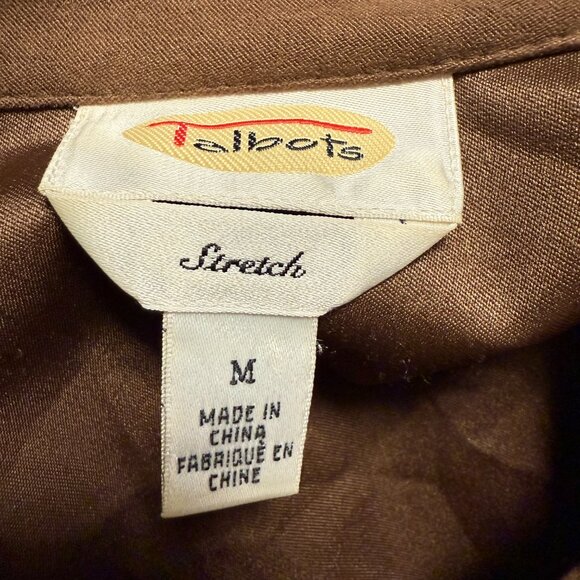 Talbots
Stretch
M
MADE IN
CHINA
FABRIQUÉ EN
CHINE